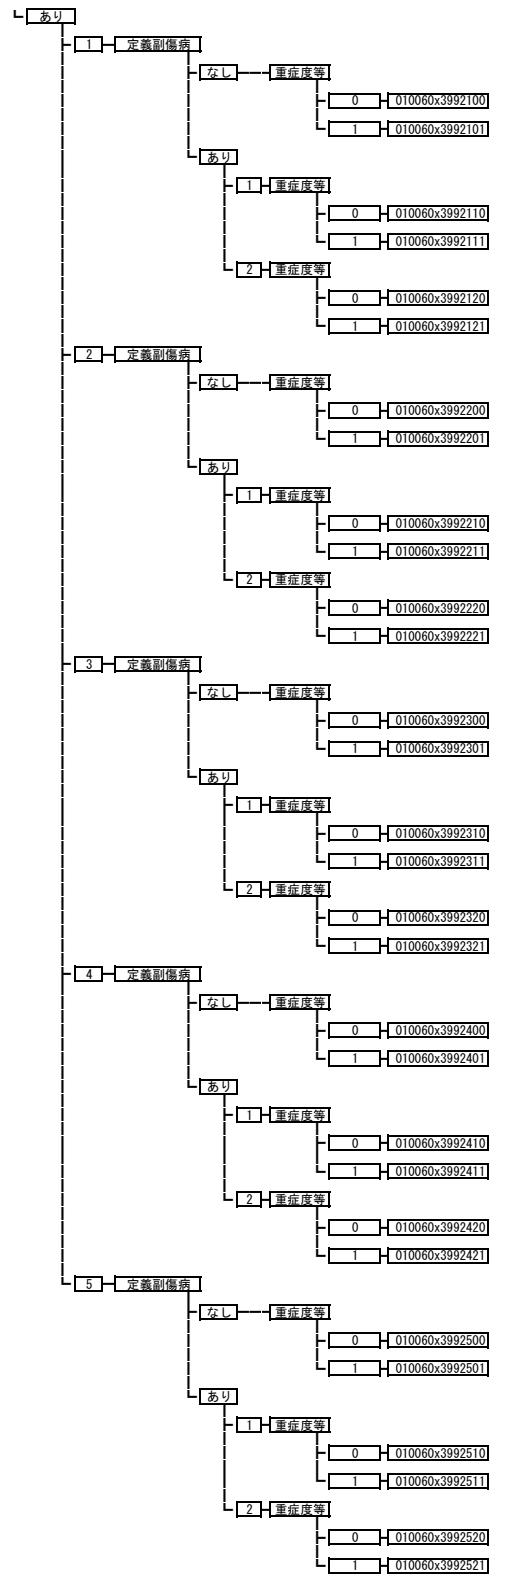 あり
1 定義副傷病
なし 重症度等
0 010060x3992100
1 010060x3992101
あり
1 重症度等
0 010060x3992110
1 010060x3992111
2 重症度等
0 010060x3992120
1 010060x3992121
2 定義副傷病
なし 重症度等
0 010060x3992200
1 010060x3992201
あり
1 重症度等
0 010060x3992210
1 010060x3992211
2 重症度等
0 010060x3992220
1 010060x3992221
3 定義副傷病
なし 重症度等
0 010060x3992300
1 010060x3992301
あり
1 重症度等
0 010060x3992310
1 010060x3992311
2 重症度等
0 010060x3992320
1 010060x3992321
4 定義副傷病
なし 重症度等
0 010060x3992400
1 010060x3992401
あり
1 重症度等
0 010060x3992410
1 010060x3992411
2 重症度等
0 010060x3992420
1 010060x3992421
5 定義副傷病
なし 重症度等
0 010060x3992500
1 010060x3992501
あり
1 重症度等
0 010060x3992510
1 010060x3992511
2 重症度等
0 010060x3992520
1 010060x3992521